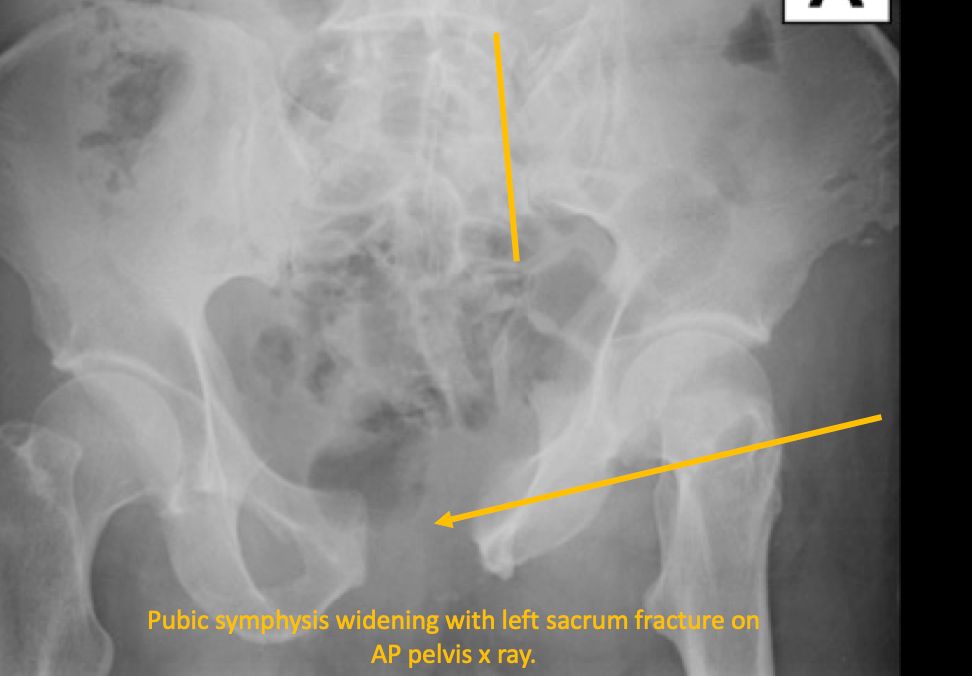 A
Pubic symphysis widening with left sacrum fracture on
AP pelvis x ray.